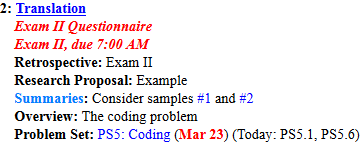 2: Translation
Exam II Questionnaire
Exam II, due 7:00 AM
Retrospective: Exam II
Research Proposal: Example
Summaries: Consider samples #1 and #2
Overview: The coding problem
Problem Set: PS5: Coding (Mar 23) (Today: PS5.1, PS5.6)